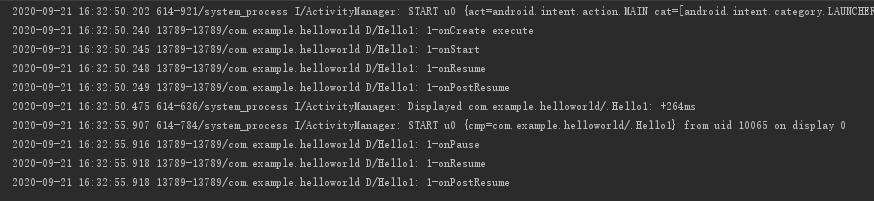 2020-09-21 16:32:50.202 614-921/system_process I/ActivityManager: START u0 {act=android.intent.action.MAIN cat=[android.intent.category.LAUNCHER
2020-09-21 16:32:50.240 13789-13789/com.example.helloworld D/Hello1: 1-onCreate execute
2020-09-21 16:32:50.245 13789-13789/com.example.helloworld D/Hello1: 1-onStart
2020-09-21 16:32:50.248 13789-13789/com.example.helloworld D/Hello1: 1-onResume
2020-09-21 16:32:50.249 13789-13789/com.example.helloworld D/Hello1: 1-onPostResume
2020-09-21 16:32:50.475 614-636/system_process I/ActivityManager: Displayed com.example.helloworld/.Hello1: +264ms
2020-09-21 16:32:55.907 614-784/system_process I/ActivityManager: START u0 {cmp=com.example.helloworld/.Hello1} from uid 10065 on display 0
2020-09-21 16:32:55.916 13789-13789/com.example.helloworld D/Hello1: 1-onPause
2020-09-21 16:32:55.918 13789-13789/com.example.helloworld D/Hello1: 1-onResume
2020-09-21 16:32:55.918 13789-13789/com.example.helloworld D/Hello1: 1-onPostResume